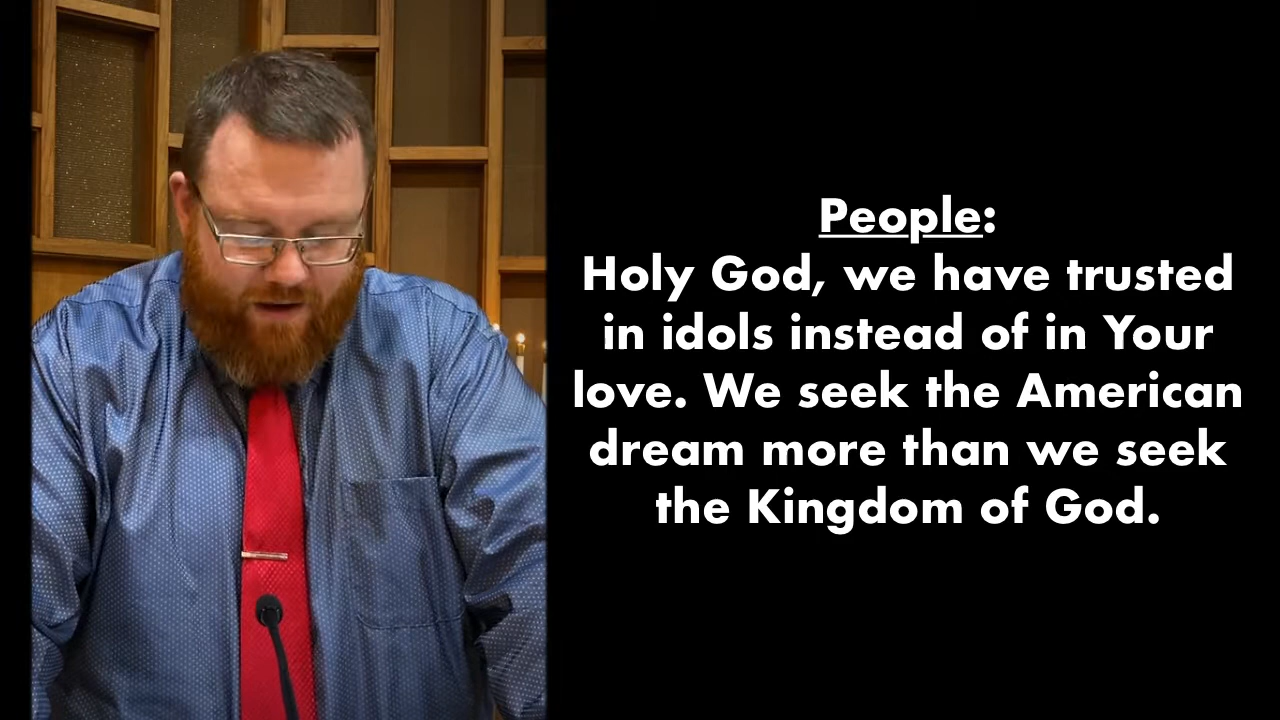 People:
Holy God, we have trusted
in idols instead of in Your
love. We seek the American
dream more than we seek
the Kingdom of God.